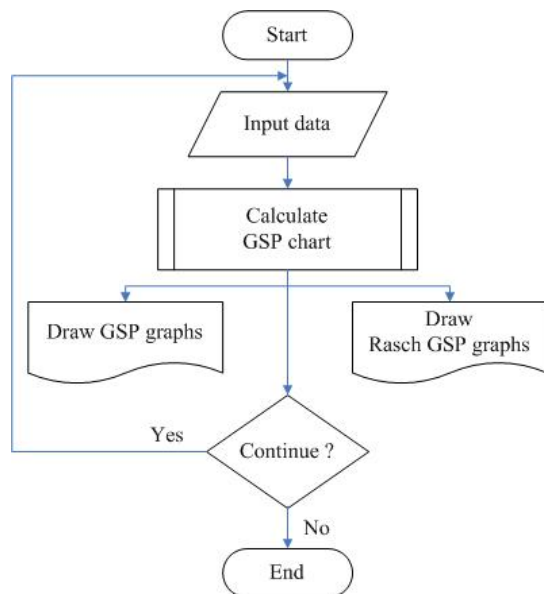 Start
Input data
Calculate
GSP chart
Draw GSP graphs
Draw
Rasch GSP graphs
Yes
Continue ?
No
End